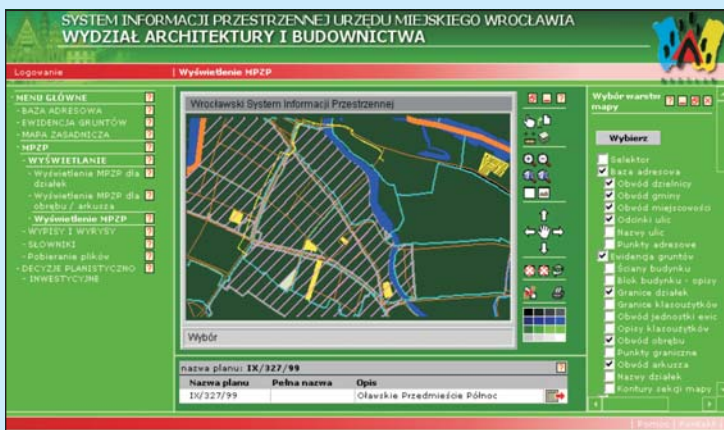 SYSTEM INFORMACJI PRZESTRZENNEJ URZĘDU MIEJSKIEGO WROCŁAWIA
WYDZIAŁ ARCHITEKTURY I BUDOWNICTWA
Logowanie
| Wyświetlenie MPZP
- MENU GŁÓWNE ?
- BAZA ADRESOWA ?
- EWIDENCJA GRUNTÓW ?
- MAPA ZASADNICZA ?
- MPZP ?
- WYŚWIETLANIE ?
- Wyświetlenie MPZP dla działek ?
- Wyświetlenie MPZP dla obrębu / arkusza ?
- Wyświetlenie MPZP ?
- WYPISY I WYRYSY ?
- SŁOWNIKI ?
- Pobieranie plików ?
- DECYZJE PLANISTYCZNO - INWESTYCYJNE ?
Wrocławski System Informacji Przestrzennej
Wybór
nazwa planu: IX/327/99 ?
Nazwa planu Pełna nazwa Opis
IX/327/99 Oławskie Przedmieście Północ
Wybór warstw mapy
Wybierz
Selektor
Baza adresowa
Obwód dzielnicy
Obwód gminy
Obwód miejscowości
Odcinki ulic
Nazwy ulic
Punkty adresowe
Ewidencja gruntów
Ściany budynku
Blok budynku - opisy
Granice działek
Granice klasoużytków
Obwód jednostki ewic
Opisy klasoużytków
Obwód obrębu
Punkty graniczne
Obwód arkusza
Nazwy działek
Kontury sekcji mapy
| Pomoc | Kontakt |